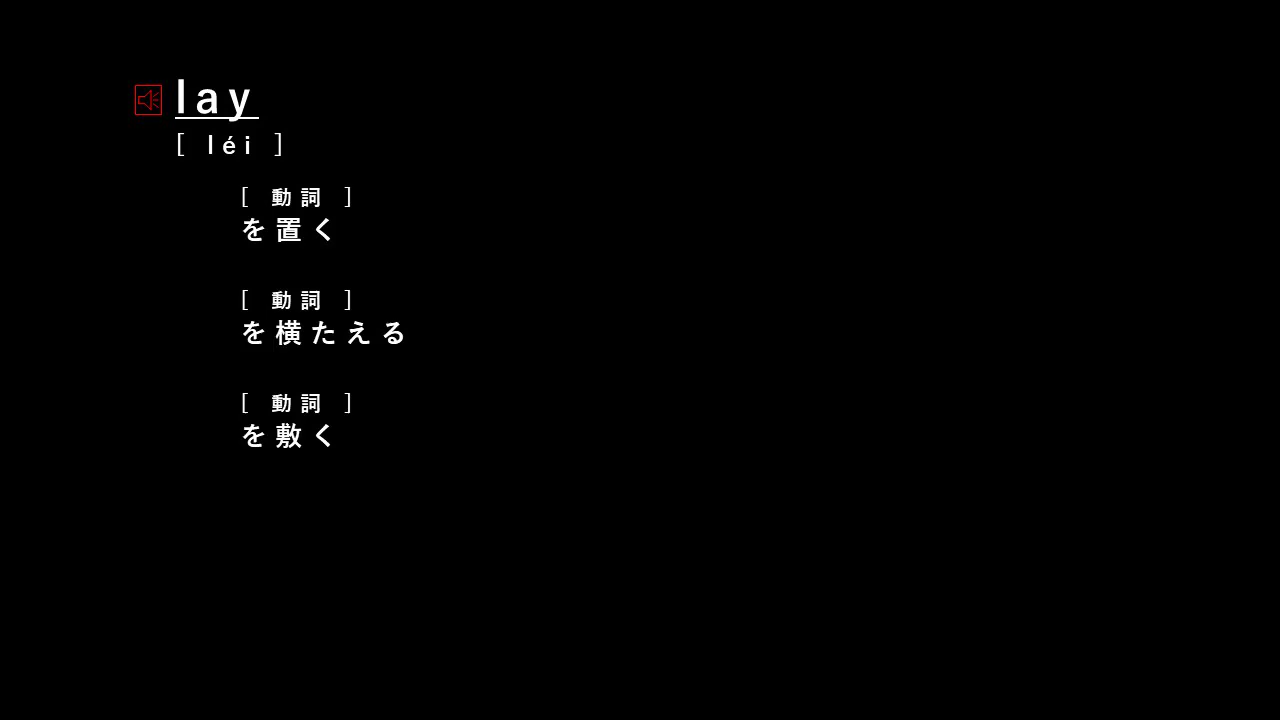 lay
[ léi ]
[ 動詞 ]
を置く
[ 動詞 ]
を横たえる
[ 動詞 ]
を敷く